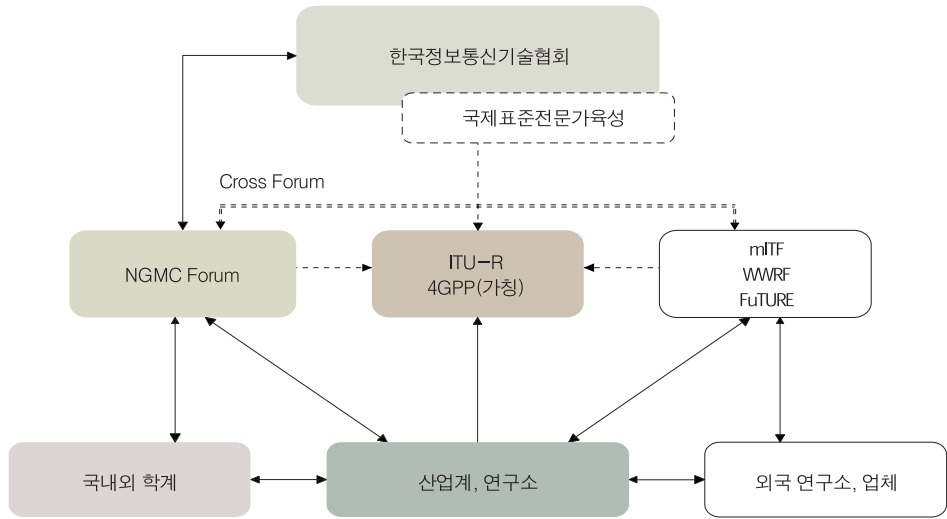 한국정보통신기술협회
국제표준전문가육성
Cross Forum
NGMC Forum
ITU-R
4GPP(가칭)
mITF
WWRF
FuTURE
국내외 학계
산업계, 연구소
외국 연구소, 업체